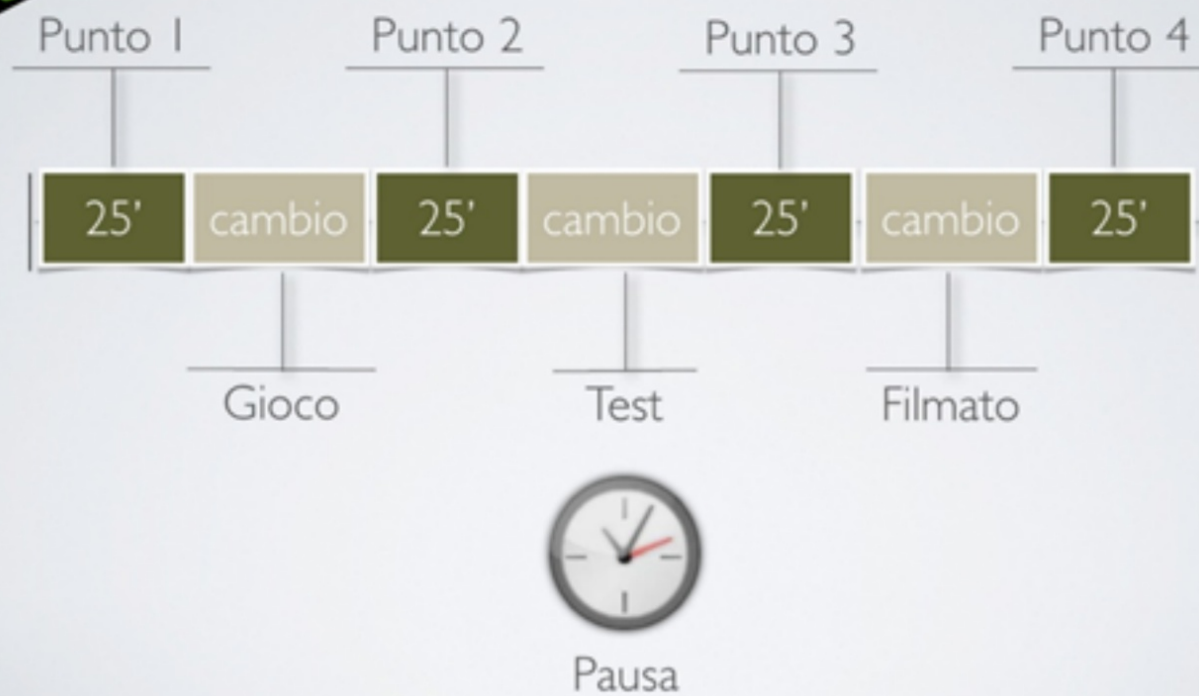 Punto 1 Punto 2 Punto 3 Punto 4
25' cambio 25' cambio 25' cambio 25'
Gioco Test Filmato
Pausa